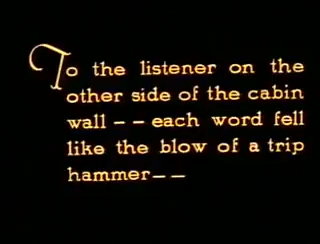 To the listener on the
other side of the cabin
wall -- each word fell
like the blow of a trip
hammer--